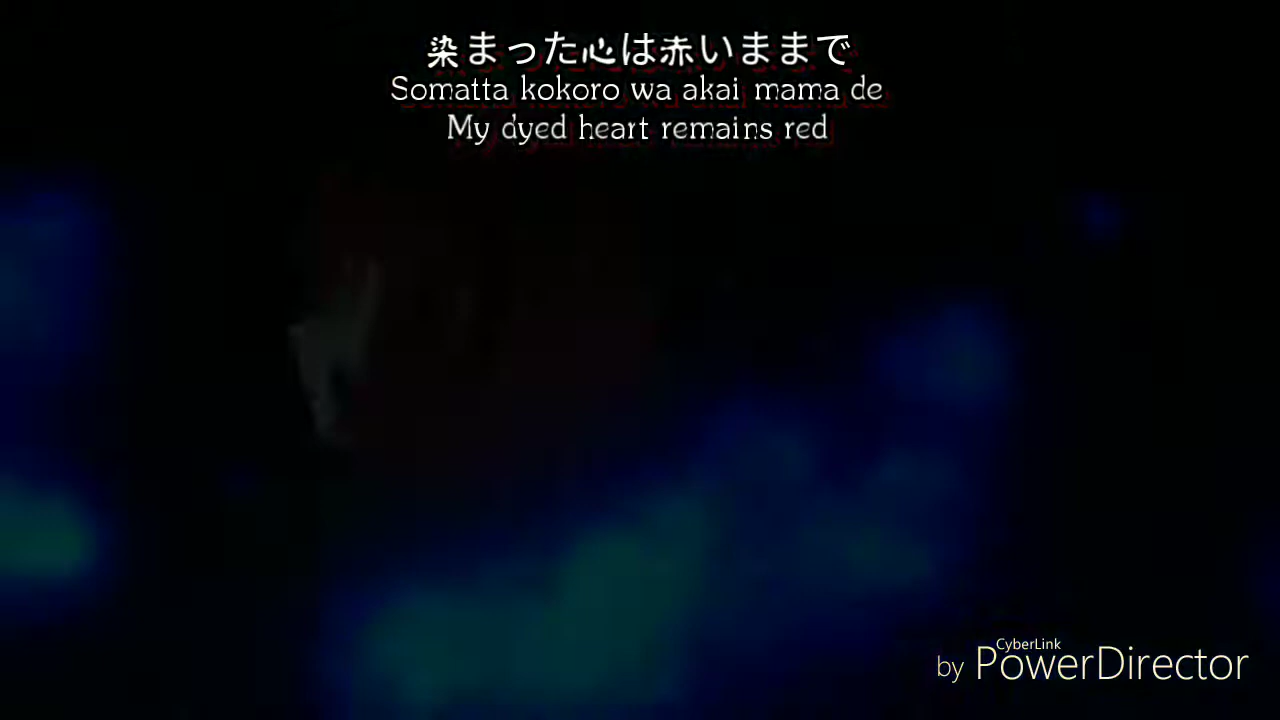 染まった心は赤いままで
Somatta kokoro wa akai mama de
My dyed heart remains red
CyberLink
by PowerDirector